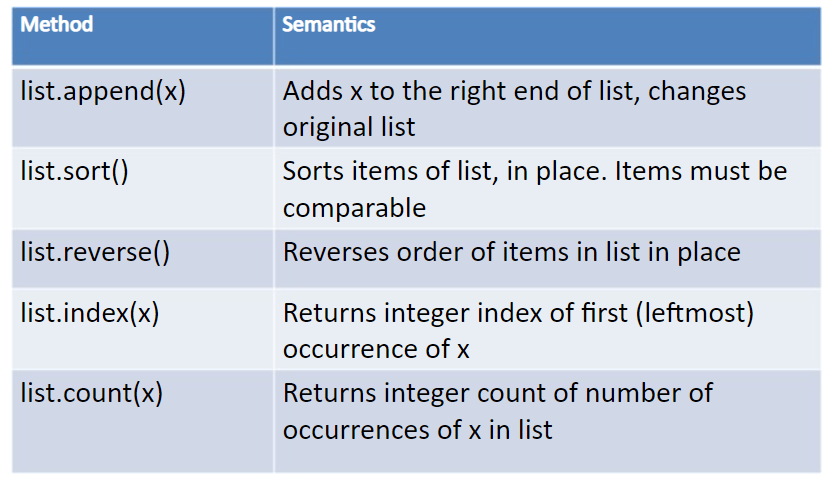 Method Semantics
list.append(x) Adds x to the right end of list, changes
original list
list.sort() Sorts items of list, in place. Items must be
comparable
list.reverse() Reverses order of items in list in place
list.index(x) Returns integer index of first (leftmost)
occurrence of x
list.count(x) Returns integer count of number of
occurrences of x in list